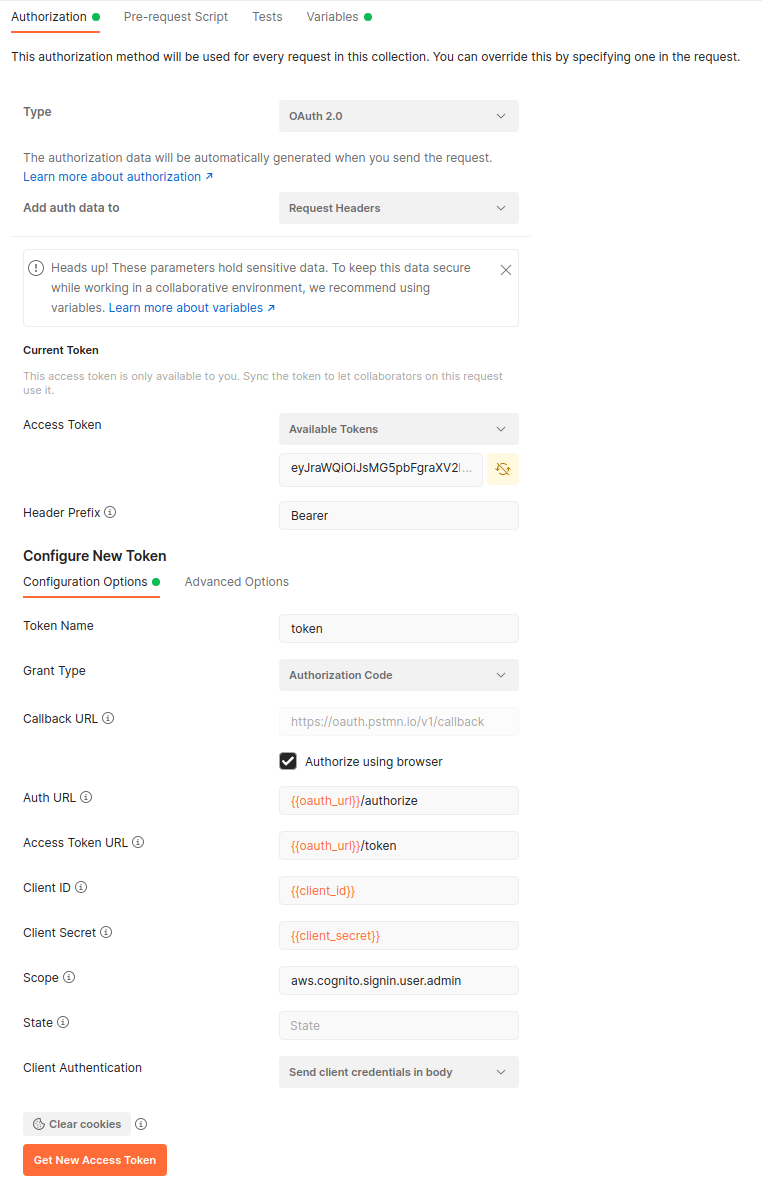 Authorization Pre-request Script Tests Variables
This authorization method will be used for every request in this collection. You can override this by specifying one in the request.
Type OAuth 2.0
The authorization data will be automatically generated when you send the request.
Learn more about authorization ↗
Add auth data to Request Headers
Heads up! These parameters hold sensitive data. To keep this data secure
while working in a collaborative environment, we recommend using
variables. Learn more about variables ↗
Current Token
This access token is only available to you. Sync the token to let collaborators on this request
use it.
Access Token Available Tokens
eyJraWQiOiJsMG5pbFgraXV2...
Header Prefix Bearer
Configure New Token
Configuration Options Advanced Options
Token Name token
Grant Type Authorization Code
Callback URL https://oauth.pstmn.io/v1/callback
Authorize using browser
Auth URL {{oauth_url}}/authorize
Access Token URL {{oauth_url}}/token
Client ID {{client_id}}
Client Secret {{client_secret}}
Scope aws.cognito.signin.user.admin
State State
Client Authentication Send client credentials in body
Clear cookies
Get New Access Token